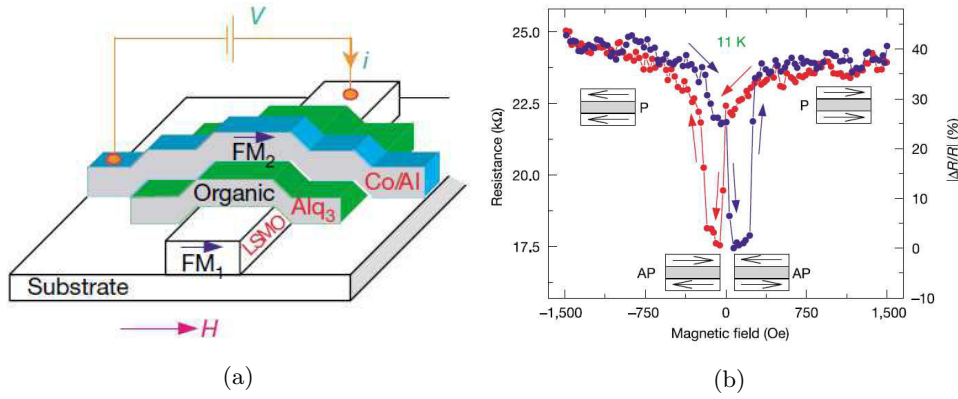 V
i
FM₂
Co/Al
Organic
Alq₃
LSMO
FM₁
Substrate
H
(a)
11 K
25.0
22.5
20.0
17.5
Resistance (kΩ)
P
P
AP
AP
40
30
20
10
0
−10
|ΔR/R| (%)
−1,500
−750
0
750
1,500
Magnetic field (Oe)
(b)